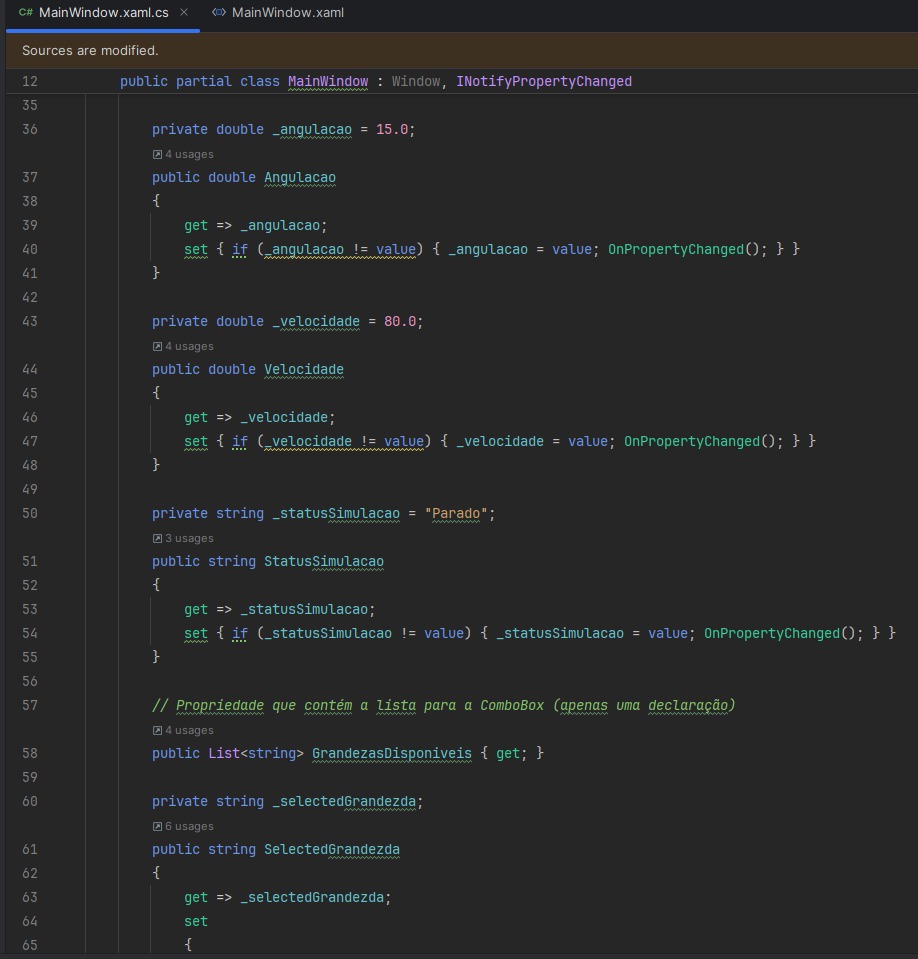 C# MainWindow.xaml.cs × MainWindow.xaml
Sources are modified.
12 public partial class MainWindow : Window, INotifyPropertyChanged
35
36 private double _angulacao = 15.0;
4 usages
37 public double Angulacao
38 {
39 get => _angulacao;
40 set { if (_angulacao != value) { _angulacao = value; OnPropertyChanged(); } }
41 }
42
43 private double _velocidade = 80.0;
4 usages
44 public double Velocidade
45 {
46 get => _velocidade;
47 set { if (_velocidade != value) { _velocidade = value; OnPropertyChanged(); } }
48 }
49
50 private string _statusSimulacao = "Parado";
3 usages
51 public string StatusSimulacao
52 {
53 get => _statusSimulacao;
54 set { if (_statusSimulacao != value) { _statusSimulacao = value; OnPropertyChanged(); } }
55 }
56
57 // Propriedade que contém a lista para a ComboBox (apenas uma declaração)
4 usages
58 public List<string> GrandezasDisponiveis { get; }
59
60 private string _selectedGrandezda;
6 usages
61 public string SelectedGrandezda
62 {
63 get => _selectedGrandezda;
64 set
65 {